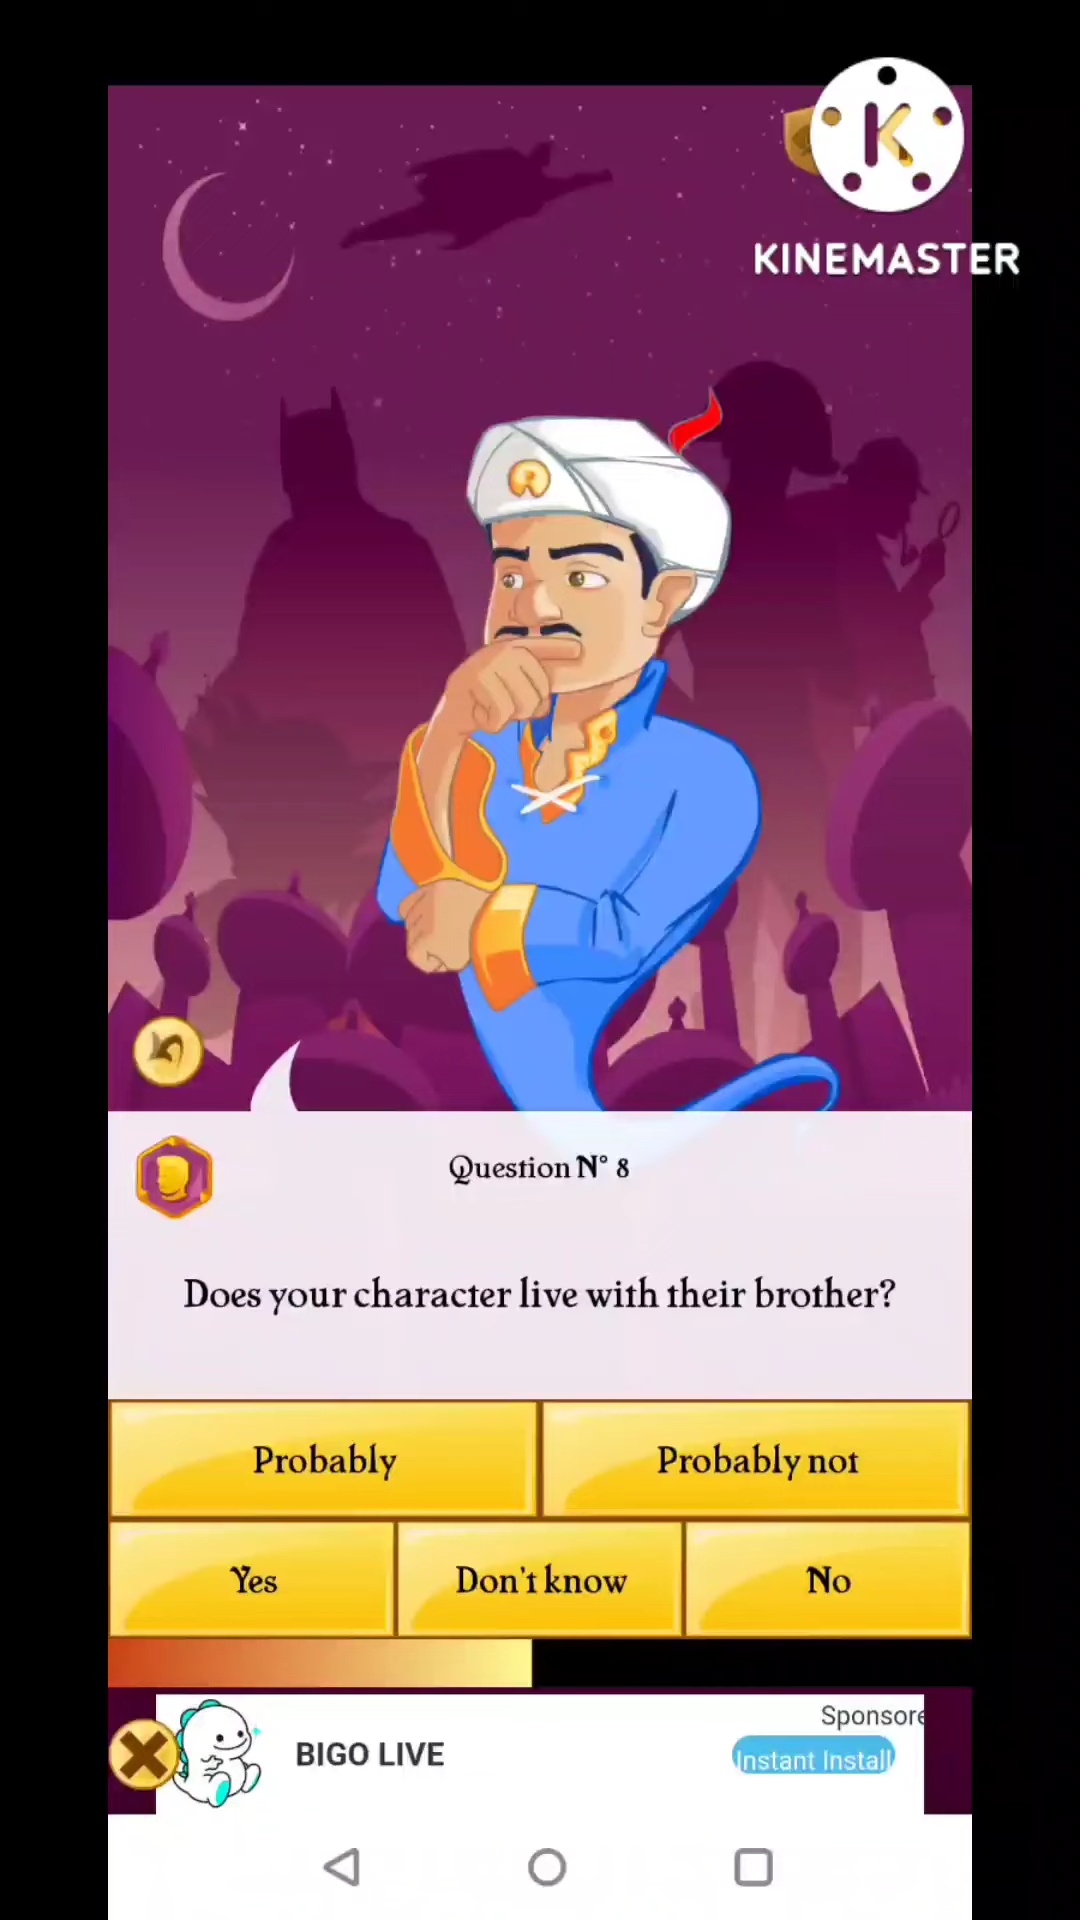 KINEMASTER
Question N° 8
Does your character live with their brother?
Probably
Probably not
Yes
Don't know
No
Sponsore
BIGO LIVE
Instant Install